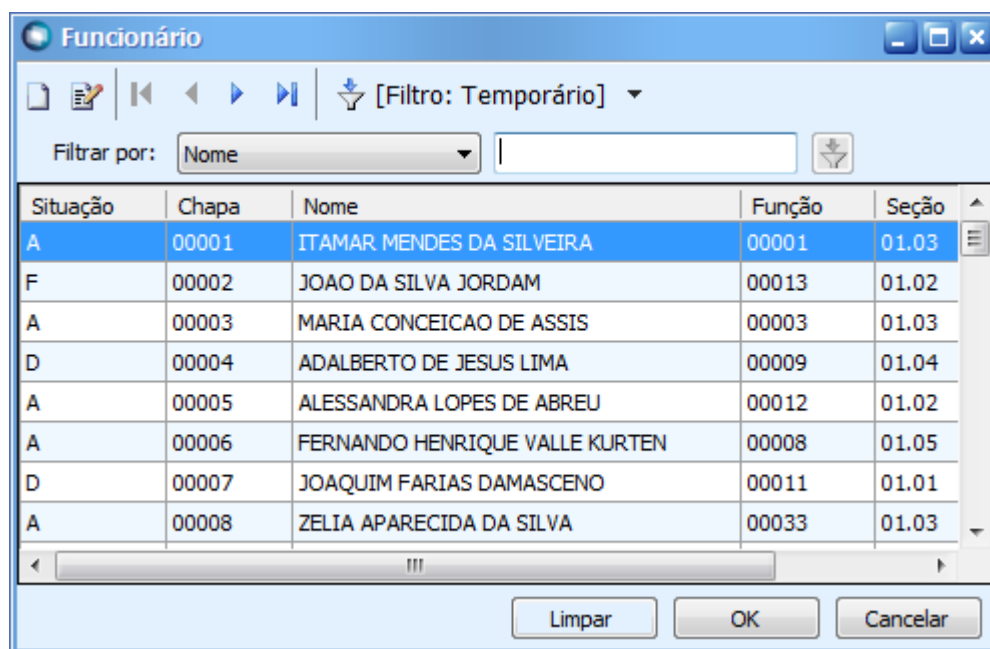 Funcionário
[Filtro: Temporário]
Filtrar por: Nome
Situação Chapa Nome Função Seção
A 00001 ITAMAR MENDES DA SILVEIRA 00001 01.03
F 00002 JOAO DA SILVA JORDAM 00013 01.02
A 00003 MARIA CONCEICAO DE ASSIS 00003 01.03
D 00004 ADALBERTO DE JESUS LIMA 00009 01.04
A 00005 ALESSANDRA LOPES DE ABREU 00012 01.02
A 00006 FERNANDO HENRIQUE VALLE KURTEN 00008 01.05
D 00007 JOAQUIM FARIAS DAMASCENO 00011 01.01
A 00008 ZELIA APARECIDA DA SILVA 00033 01.03
Limpar OK Cancelar